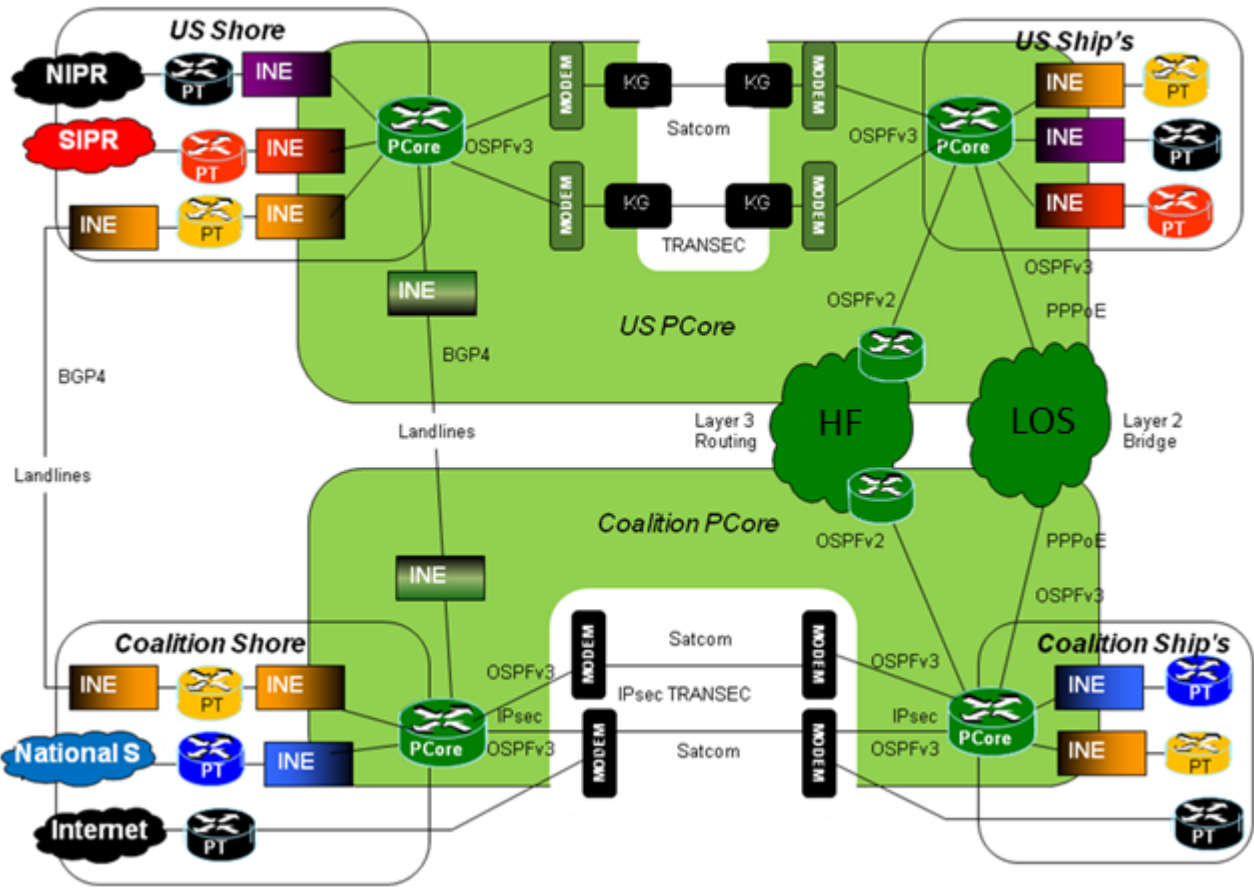 US Shore
US Ship's
NIPR
PT
INE
MODEM
KG
KG
MODEM
INE
PT
Satcom
PCore
OSPFv3
OSPFv3
PCore
INE
PT
SIPR
PT
INE
MODEM
KG
KG
MODEM
INE
PT
INE
PT
INE
TRANSEC
OSPFv3
INE
OSPFv2
PPPoE
US PCore
BGP4
BGP4
Layer 3
Routing
HF
LOS
Layer 2
Bridge
Landlines
Landlines
Coalition PCore
OSPFv2
PPPoE
INE
OSPFv3
Coalition Shore
MODEM
Satcom
MODEM
Coalition Ship's
INE
PT
INE
OSPFv3
OSPFv3
INE
PT
IPsec TRANSEC
IPsec
IPsec
PCore
PCore
National S
PT
INE
OSPFv3
MODEM
Satcom
MODEM
OSPFv3
INE
PT
Internet
PT
PT